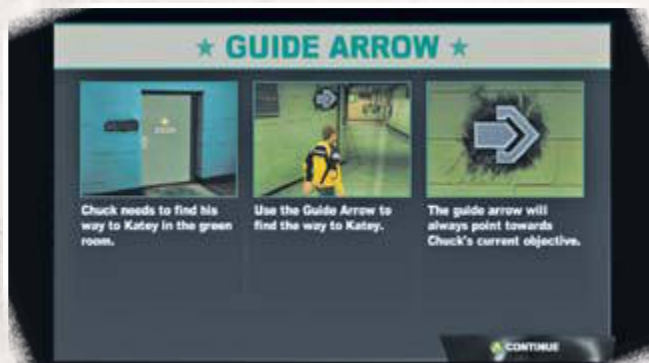 ★ GUIDE ARROW ★
Chuck needs to find his
way to Katey in the green
room.
Use the Guide Arrow to
find the way to Katey.
The guide arrow will
always point towards
Chuck's current objective.
CONTINUE